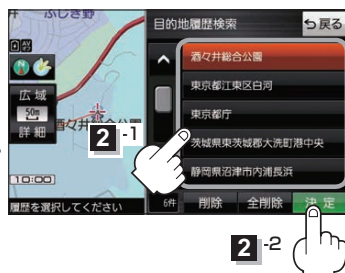 ふじき野
目的地履歴検索
戻る
広域
50m
詳細
酒々井総
10:00
履歴を選択してください
酒々井総合公園
東京都江東区白河
東京都庁
茨城県東茨城郡大洗町港中央
静岡県沼津市内浦長浜
6件
削除
全削除
決定
2-1
2-2